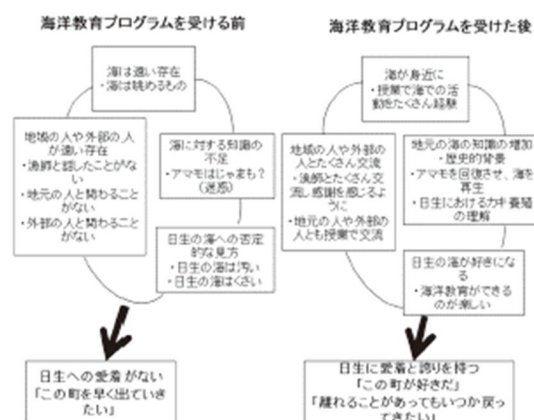 海洋教育プログラムを受ける前
海は遠い存在
・海は眺めるもの
地域の人や外部の人
が遠い存在
・漁師と話したことがな
い
・地元の人と関わること
がない
・外部の人と関わること
がない
海に対する知識の
不足
・アマモはじゃまも?
(迷惑)
日生の海への否定
的な見方
・日生の海は汚い
・日生の海はくさい
日生への愛着がない
「この町を早く出ていき
たい」
海洋教育プログラムを受けた後
海が身近に
・授業で海での活
動をたくさん経験
地域の人や外部の
人とたくさん交流
・漁師とたくさん交
流し感謝を感じるよ
うに
・地元の人や外部の
人とも授業で交流
地元の海の知識の増加
・歴史的背景
・アマモを回復させ、海を
再生
・日生におけるカキ養殖
の理解
日生の海が好きにな
る
・海洋教育ができる
のが楽しい
日生に愛着と誇りを持つ
「この町が好きだ」
「離れることがあってもいつか戻っ
てきたい」